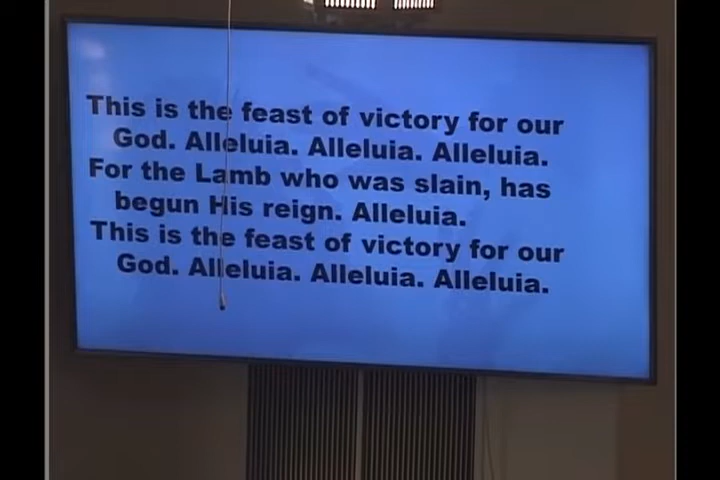 This is the feast of victory for our
God. Alleluia. Alleluia. Alleluia.
For the Lamb who was slain, has
begun His reign. Alleluia.
This is the feast of victory for our
God. Alleluia. Alleluia. Alleluia.